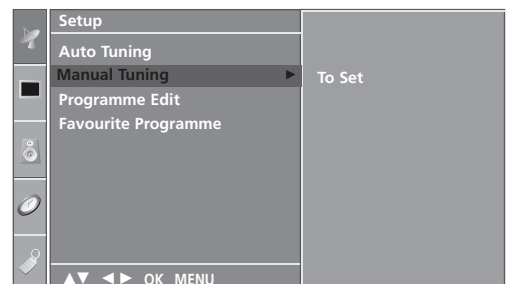 Setup
Auto Tuning
Manual Tuning ▶ To Set
Programme Edit
Favourite Programme
▲▼ ◀▶ OK MENU